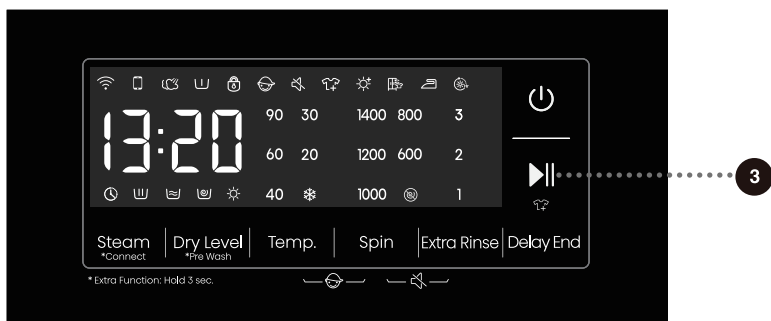 13:20
90 30 1400 800 3
60 20 1200 600 2
40 1000 1
Steam Dry Level Temp. Spin Extra Rinse Delay End
*Connect *Pre Wash
* Extra Function: Hold 3 sec.
3